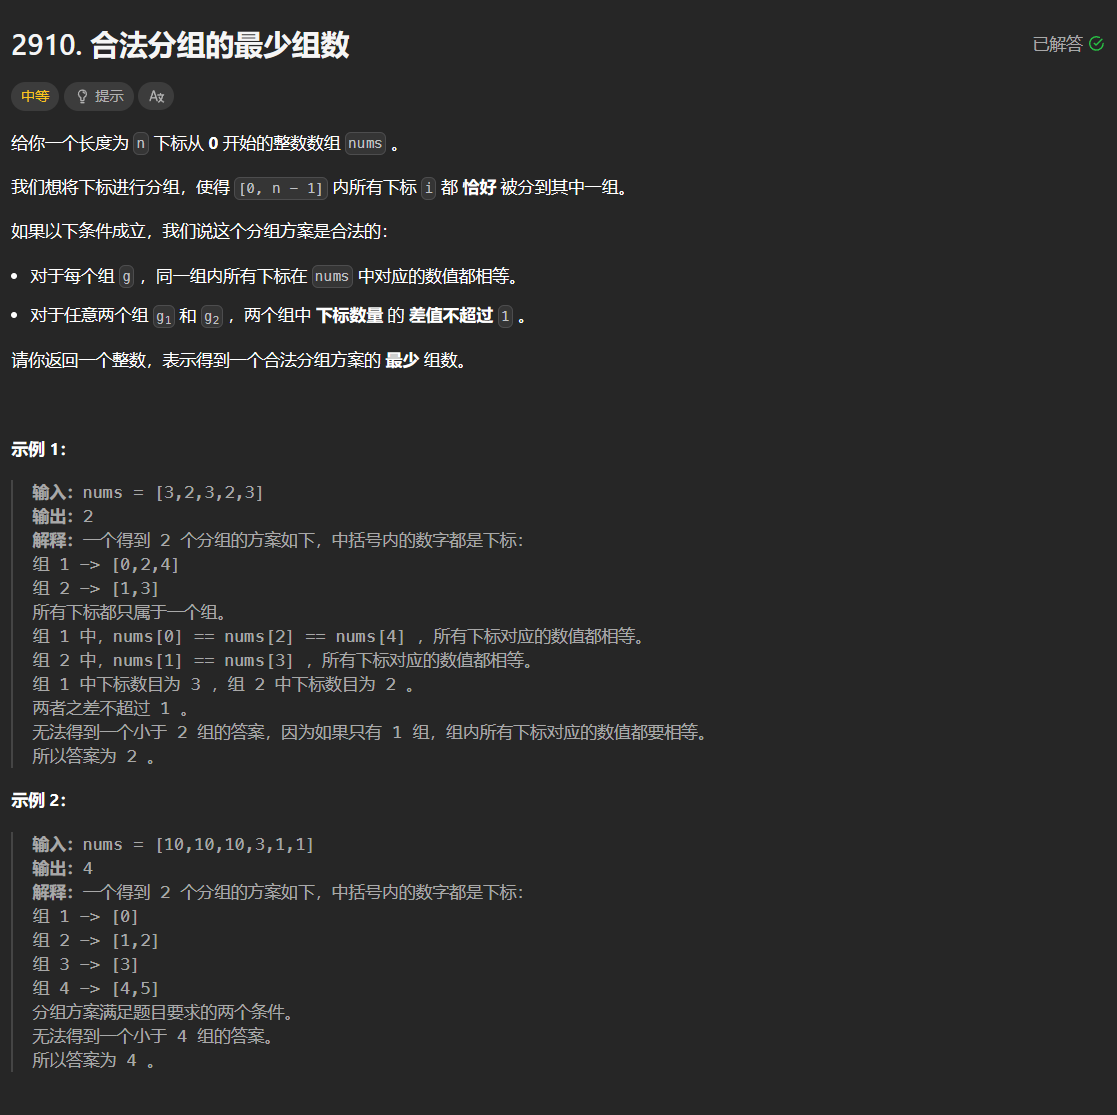 2910. 合法分组的最少组数
已解答
中等
提示
给你一个长度为 n 下标从 0 开始的整数数组 nums 。
我们想将下标进行分组，使得 [0, n - 1] 内所有下标 i 都 恰好 被分到其中一组。
如果以下条件成立，我们说这个分组方案是合法的：
对于每个组 g ，同一组内所有下标在 nums 中对应的数值都相等。
对于任意两个组 g1 和 g2 ，两个组中 下标数量 的 差值不超过 1 。
请你返回一个整数，表示得到一个合法分组方案的 最少 组数。
示例 1：
输入：nums = [3,2,3,2,3]
输出：2
解释：一个得到 2 个分组的方案如下，中括号内的数字都是下标：
组 1 -> [0,2,4]
组 2 -> [1,3]
所有下标都只属于一个组。
组 1 中，nums[0] == nums[2] == nums[4] ，所有下标对应的数值都相等。
组 2 中，nums[1] == nums[3] ，所有下标对应的数值都相等。
组 1 中下标数目为 3 ，组 2 中下标数目为 2 。
两者之差不超过 1 。
无法得到一个小于 2 组的答案，因为如果只有 1 组，组内所有下标对应的数值都要相等。
所以答案为 2 。
示例 2：
输入：nums = [10,10,10,3,1,1]
输出：4
解释：一个得到 2 个分组的方案如下，中括号内的数字都是下标：
组 1 -> [0]
组 2 -> [1,2]
组 3 -> [3]
组 4 -> [4,5]
分组方案满足题目要求的两个条件。
无法得到一个小于 4 组的答案。
所以答案为 4 。